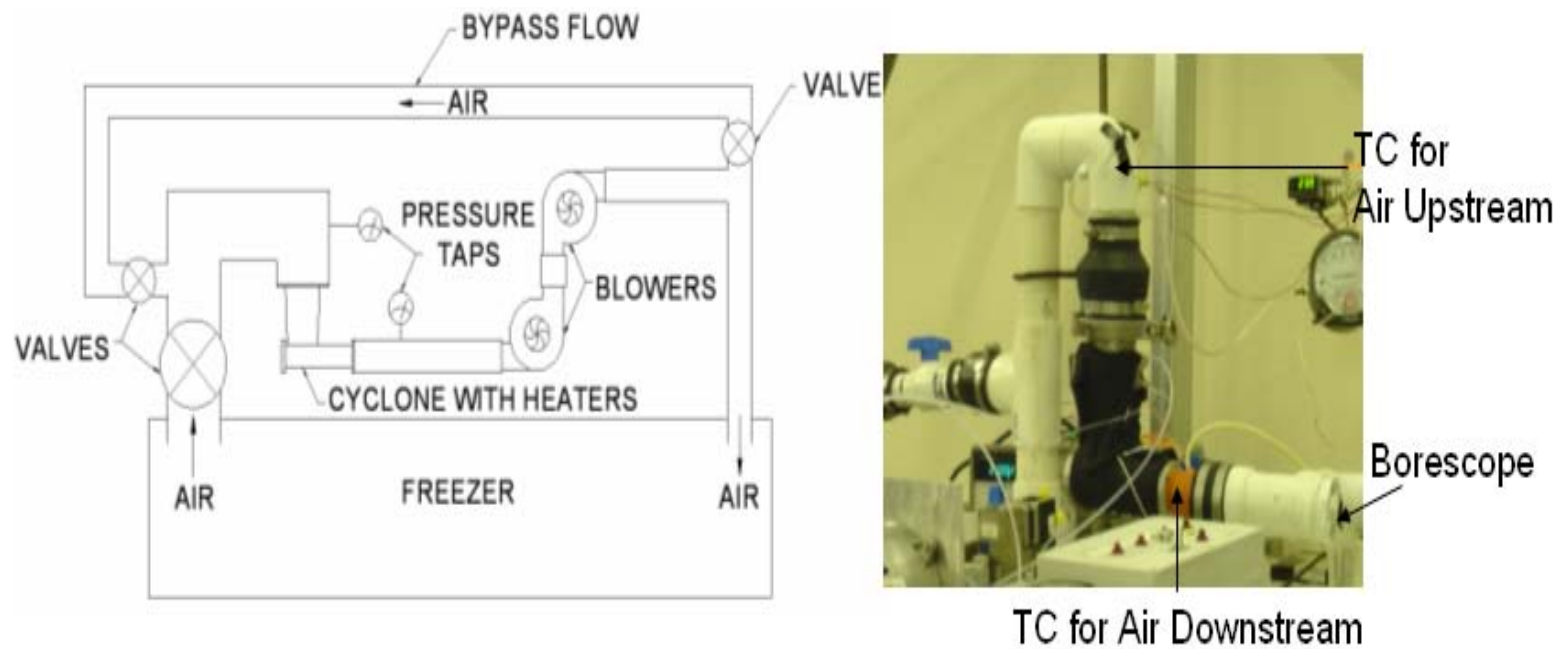 BYPASS FLOW
AIR
VALVE
PRESSURE
TAPS
BLOWERS
VALVES
CYCLONE WITH HEATERS
AIR
FREEZER
AIR
TC for
Air Upstream
Borescope
TC for Air Downstream